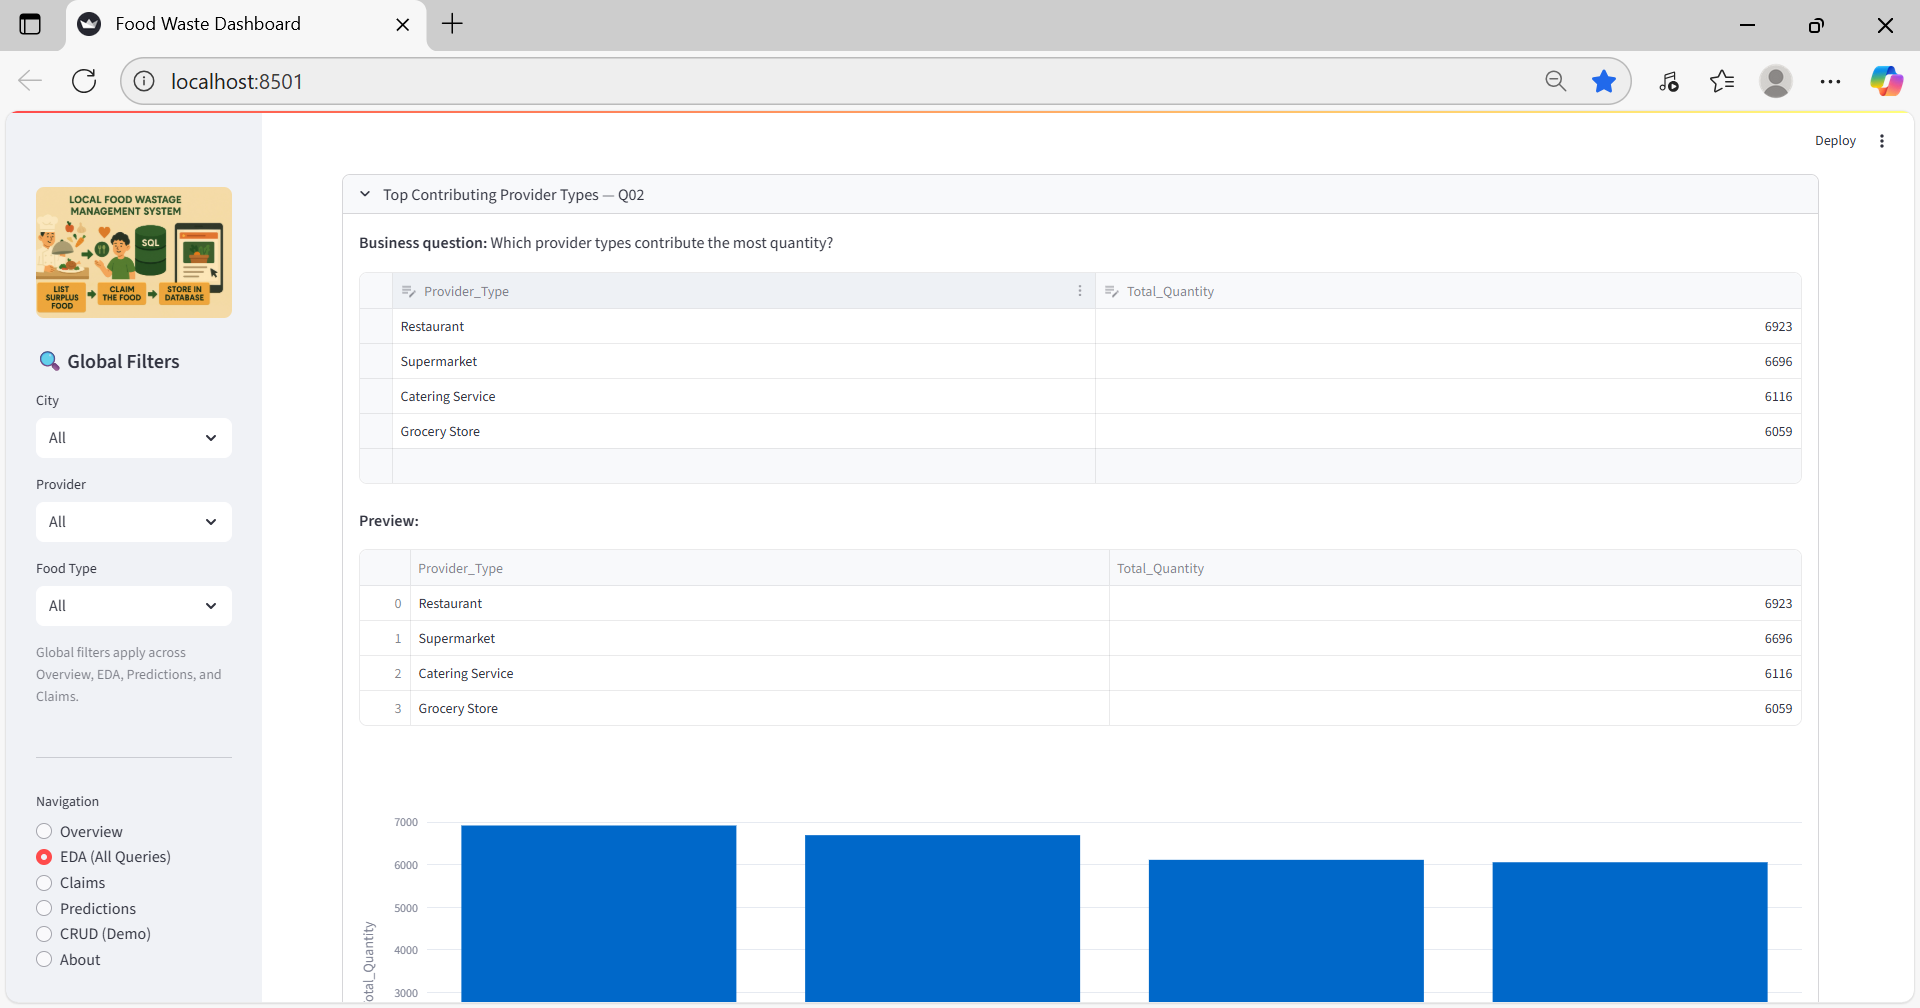 Food Waste Dashboard
localhost:8501
Deploy
LOCAL FOOD WASTAGE
MANAGEMENT SYSTEM
SQL
LIST
SURPLUS
FOOD
CLAIM
THE FOOD
STORE IN
DATABASE
Global Filters
City
All
Provider
All
Food Type
All
Global filters apply across
Overview, EDA, Predictions, and
Claims.
Navigation
Overview
EDA (All Queries)
Claims
Predictions
CRUD (Demo)
About
Top Contributing Provider Types — Q02
Business question: Which provider types contribute the most quantity?
Provider_Type Total_Quantity
Restaurant 6923
Supermarket 6696
Catering Service 6116
Grocery Store 6059
Preview:
Provider_Type Total_Quantity
0 Restaurant 6923
1 Supermarket 6696
2 Catering Service 6116
3 Grocery Store 6059
7000
6000
5000
4000
3000
otal_Quantity